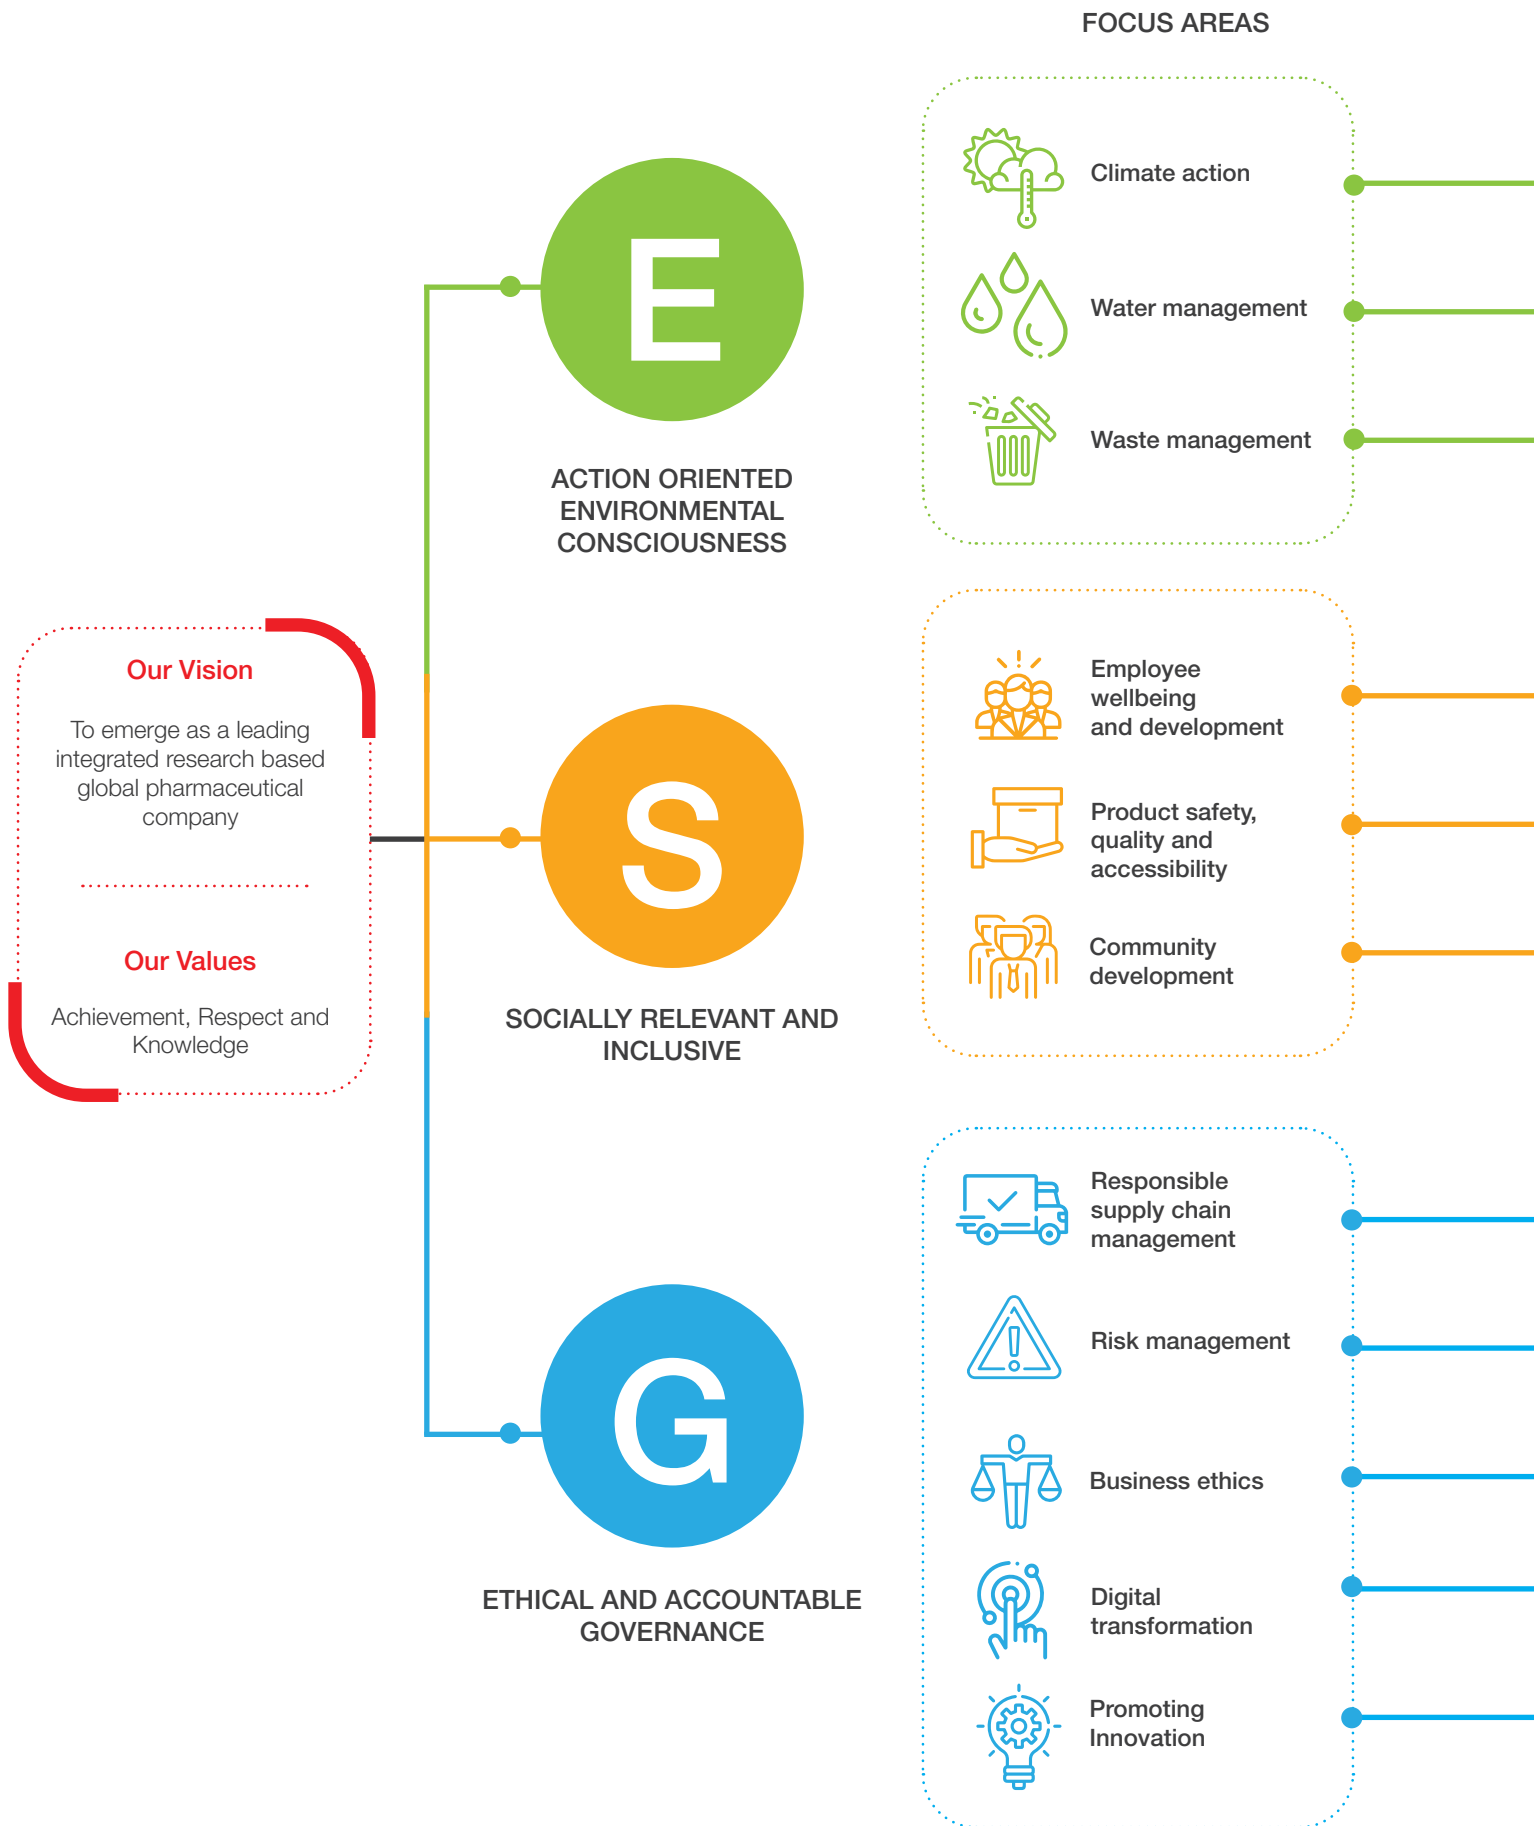 FOCUS AREAS
Our Vision
To emerge as a leading
integrated research based
global pharmaceutical
company
Our Values
Achievement, Respect and
Knowledge
E
ACTION ORIENTED
ENVIRONMENTAL
CONSCIOUSNESS
Climate action
Water management
Waste management
S
SOCIALLY RELEVANT AND
INCLUSIVE
Employee
wellbeing
and development
Product safety,
quality and
accessibility
Community
development
G
ETHICAL AND ACCOUNTABLE
GOVERNANCE
Responsible
supply chain
management
Risk management
Business ethics
Digital
transformation
Promoting
Innovation